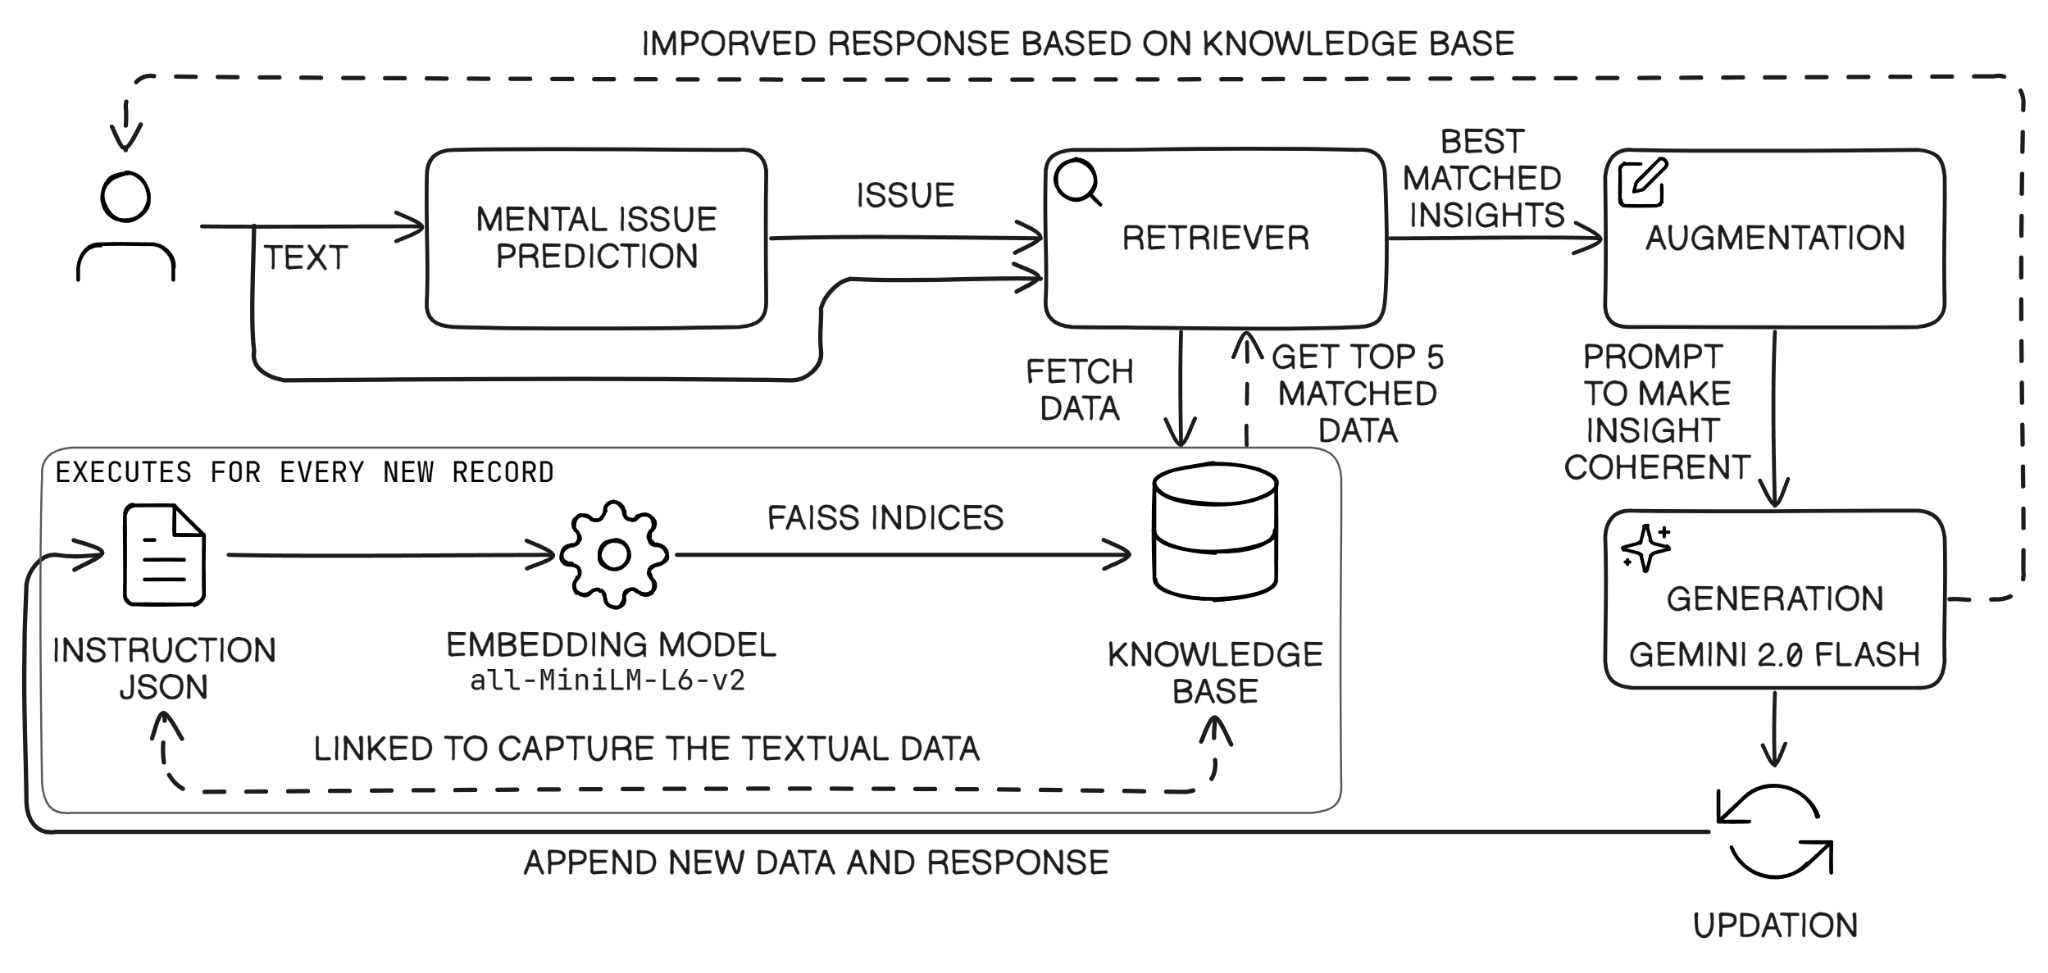 IMPORVED RESPONSE BASED ON KNOWLEDGE BASE
TEXT
MENTAL ISSUE
PREDICTION
ISSUE
RETRIEVER
BEST
MATCHED
INSIGHTS
AUGMENTATION
FETCH
DATA
GET TOP 5
MATCHED
DATA
PROMPT
TO MAKE
INSIGHT
COHERENT
EXECUTES FOR EVERY NEW RECORD
INSTRUCTION
JSON
EMBEDDING MODEL
all-MiniLM-L6-v2
FAISS INDICES
KNOWLEDGE
BASE
LINKED TO CAPTURE THE TEXTUAL DATA
GENERATION
GEMINI 2.0 FLASH
APPEND NEW DATA AND RESPONSE
UPDATION